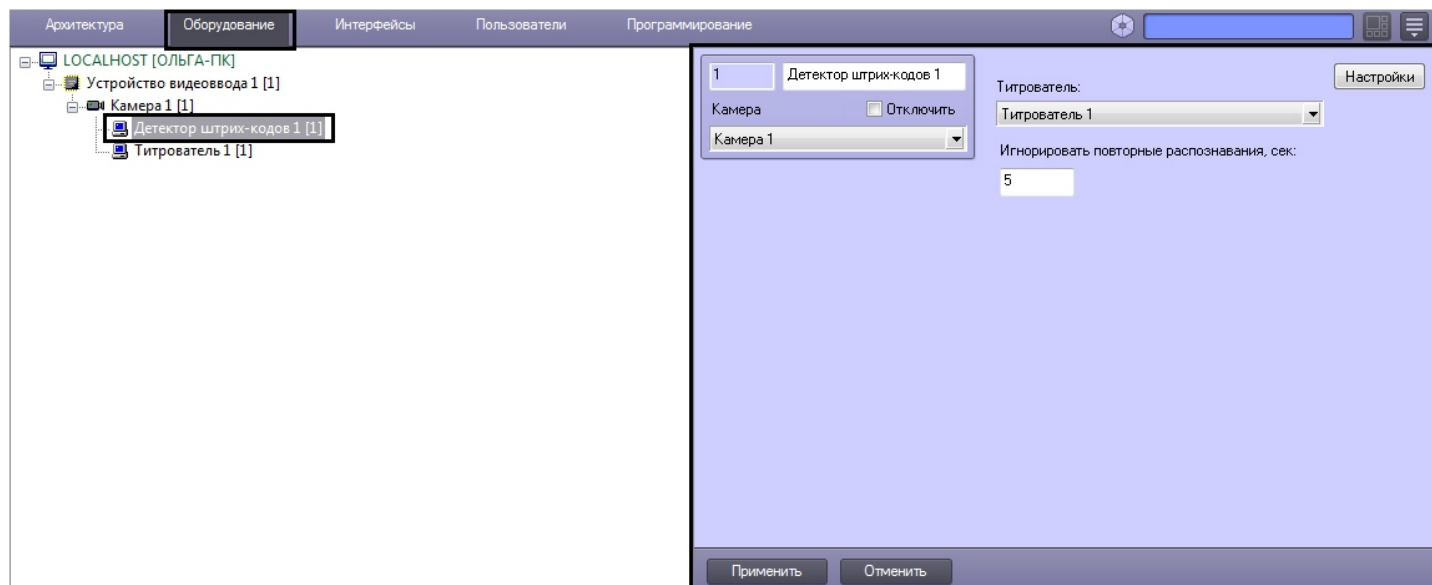 Архитектура Оборудование Интерфейсы Пользователи Программирование
LOCALHOST [ОЛЬГА-ПК]
Устройство видеоввода 1 [1]
Камера 1 [1]
Детектор штрих-кодов 1 [1]
Титрователь 1 [1]
1 Детектор штрих-кодов 1
Камера Отключить
Камера 1
Титрователь:
Настройки
Титрователь 1
Игнорировать повторные распознавания, сек:
5
Применить Отменить